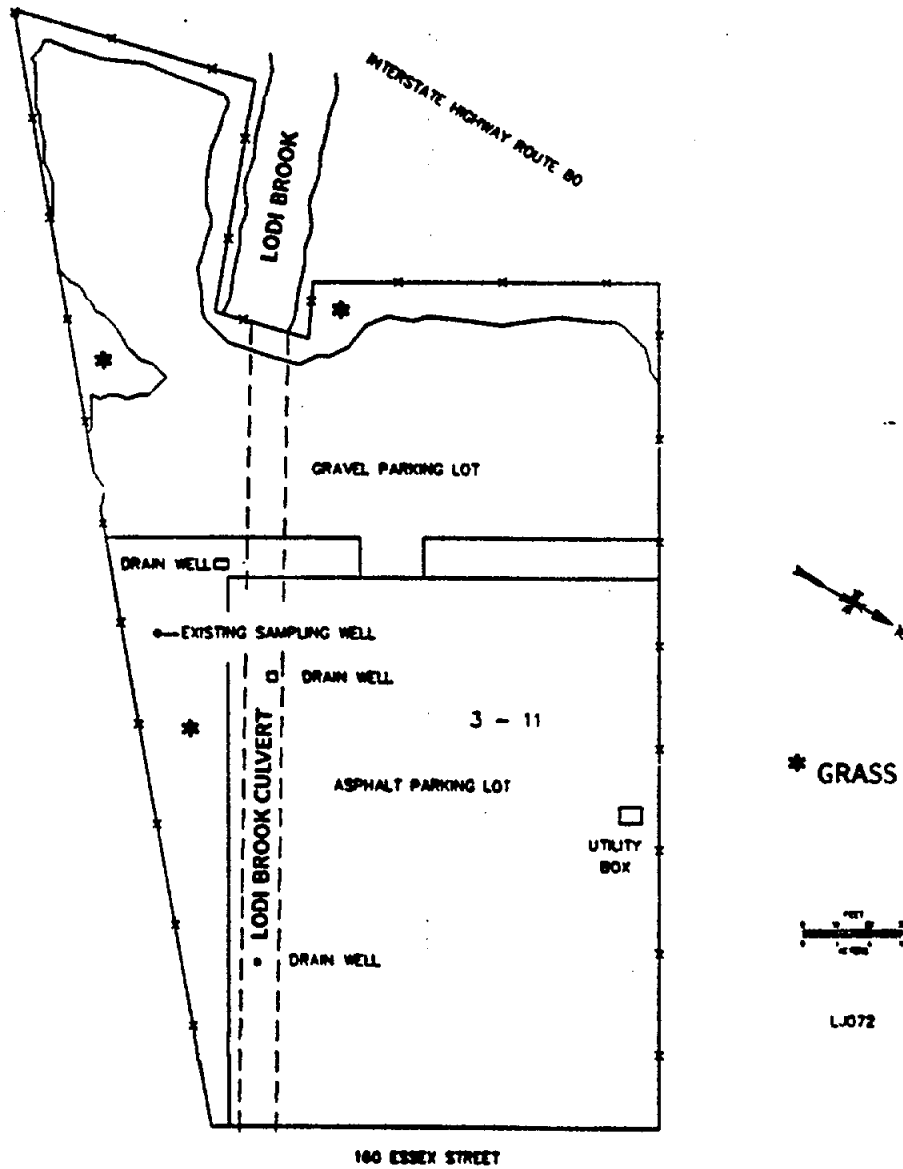 INTERSTATE HIGHWAY ROUTE 80
LODI BROOK
GRAVEL PARKING LOT
DRAIN WELL
EXISTING SAMPLING WELL
DRAIN WELL
3 - 11
LODI BROOK CULVERT
ASPHALT PARKING LOT
* GRASS
UTILITY
BOX
FEET
DRAIN WELL
LJ072
160 ESSEX STREET